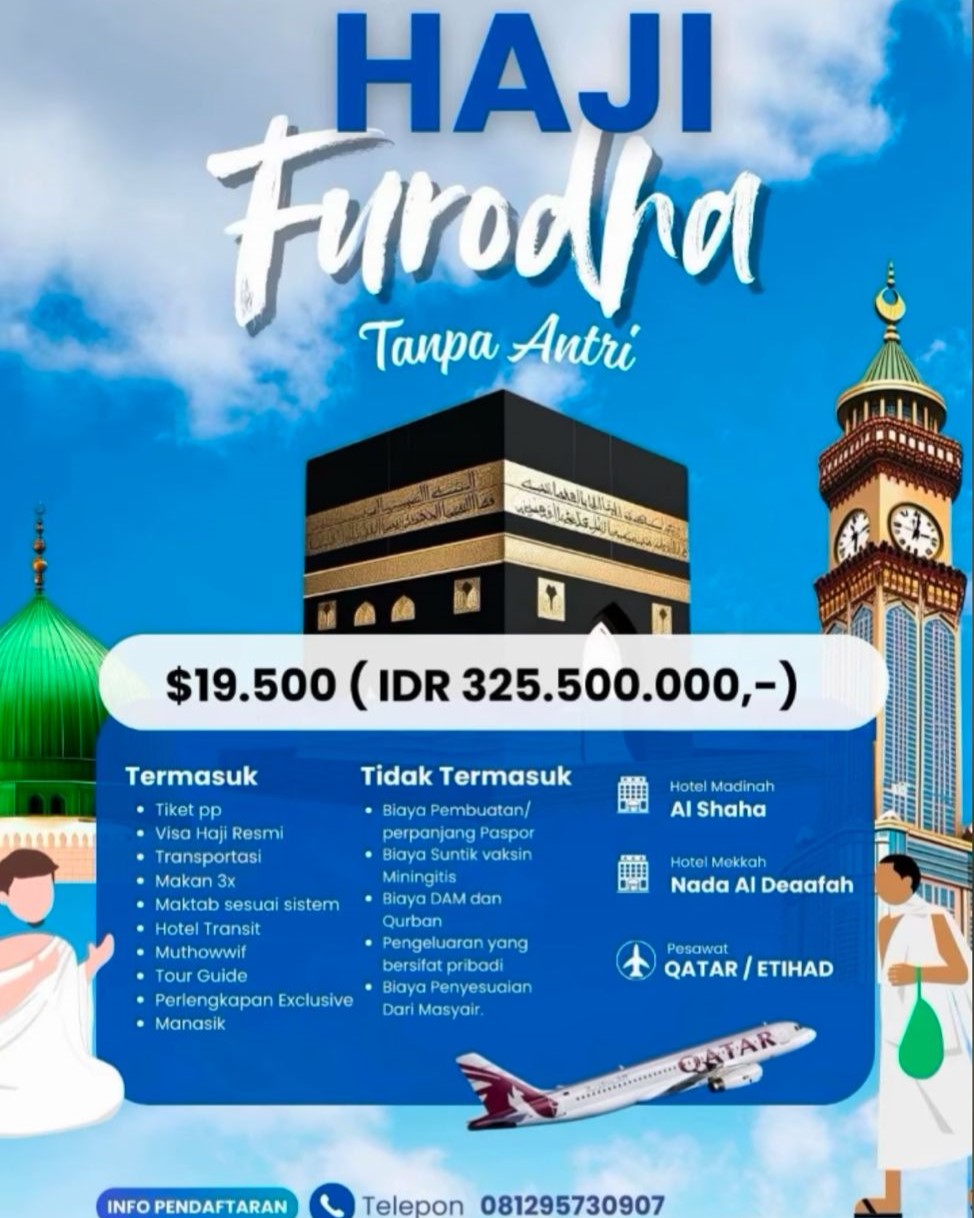 HAJI
Furodha
Tanpa Antri
$19.500 ( IDR 325.500.000,-)
Termasuk
• Tiket pp
• Visa Haji Resmi
• Transportasi
• Makan 3x
• Maktab sesuai sistem
• Hotel Transit
• Muthowwif
• Tour Guide
• Perlengkapan Exclusive
• Manasik
Tidak Termasuk
• Biaya Pembuatan/
perpanjang Paspor
• Biaya Suntik vaksin
Miningitis
• Biaya DAM dan
Qurban
• Pengeluaran yang
bersifat pribadi
• Biaya Penyesuaian
Dari Masyair.
Hotel Madinah
Al Shaha
Hotel Mekkah
Nada Al Deaafah
Pesawat
QATAR / ETIHAD
QATAR
INFO PENDAFTARAN
Telepon 081295730907